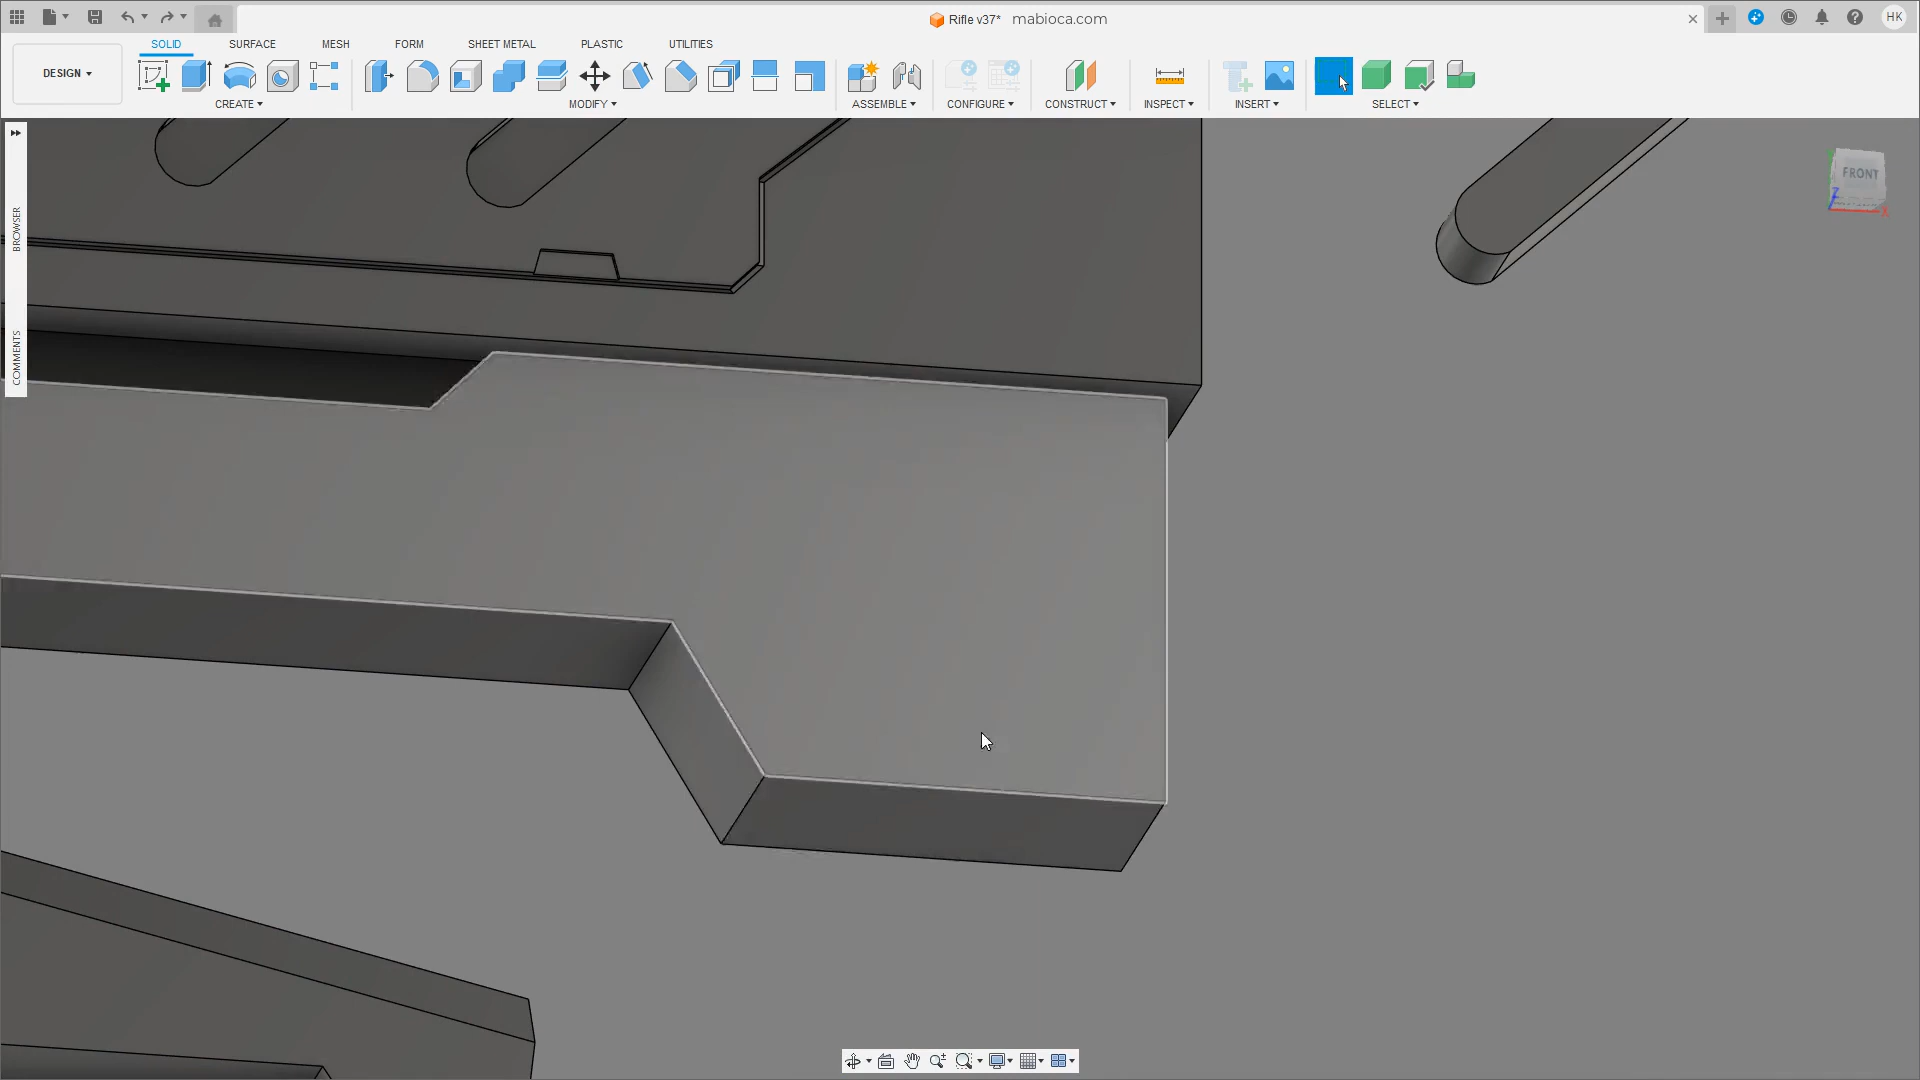 Rifle v37* mabioca.com
HK
DESIGN
SOLID SURFACE MESH FORM SHEET METAL PLASTIC UTILITIES
CREATE MODIFY ASSEMBLE CONFIGURE CONSTRUCT INSPECT INSERT SELECT
BROWSER
COMMENTS
FRONT
Z
X